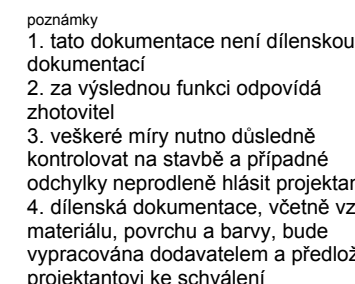 poznámky
1. tato dokumentace není dílenskou
dokumentací
2. za výslednou funkci odpovídá
zhotovitel
3. veškeré míry nutno důsledně
kontrolovat na stavbě a případné
odchylky neprodleně hlásit
4. dílenská dokumentace, včetně
materiálu, povrchu a barvy, bude
vypracována dodavatelem a
projektantovi ke schválení